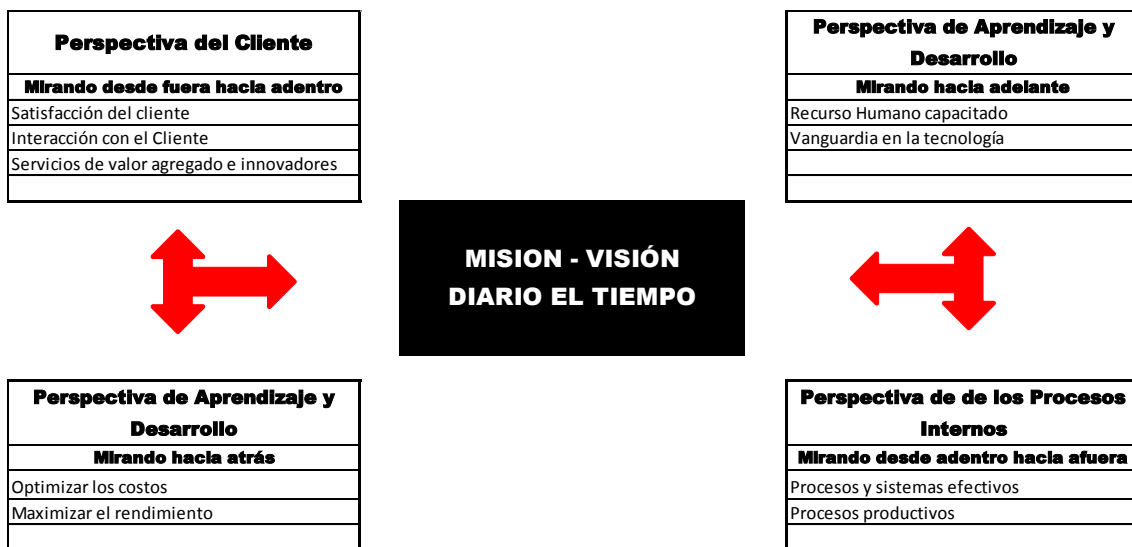 Perspectiva del Cliente
Mirando desde fuera hacia adentro
Satisfacción del cliente
Interacción con el Cliente
Servicios de valor agregado e innovadores
Perspectiva de Aprendizaje y
Desarrollo
Mirando hacia adelante
Recurso Humano capacitado
Vanguardia en la tecnología
MISION - VISIÓN
DIARIO EL TIEMPO
Perspectiva de Aprendizaje y
Desarrollo
Mirando hacia atrás
Optimizar los costos
Maximizar el rendimiento
Perspectiva de de los Procesos
Internos
Mirando desde adentro hacia afuera
Procesos y sistemas efectivos
Procesos productivos